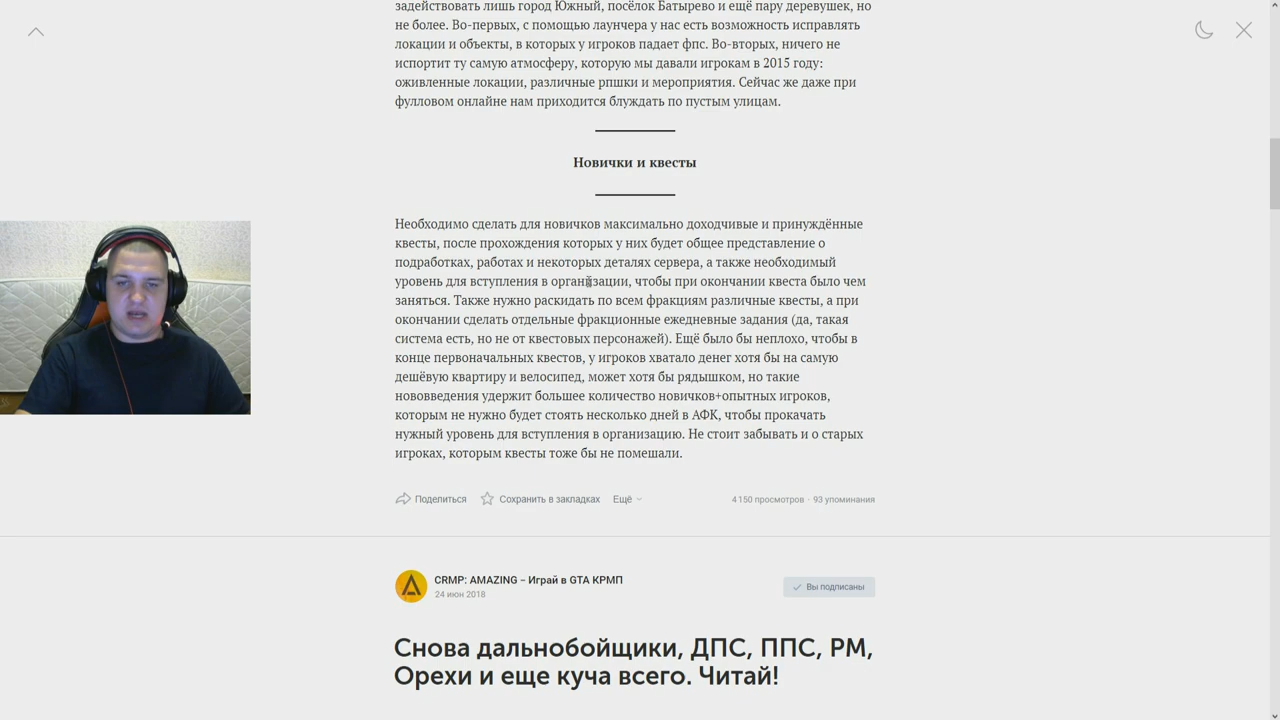 задействовать лишь город Южный, посёлок Батырево и ещё пару деревушек, но
не более. Во-первых, с помощью лаунчера у нас есть возможность исправлять
локации и объекты, в которых у игроков падает фпс. Во-вторых, ничего не
испортит ту самую атмосферу, которую мы давали игрокам в 2015 году:
оживленные локации, различные рпшки и мероприятия. Сейчас же даже при
фулловом онлайне нам приходится блуждать по пустым улицам.
Новички и квесты
Необходимо сделать для новичков максимально доходчивые и принуждённые
квесты, после прохождения которых у них будет общее представление о
подработках, работах и некоторых деталях сервера, а также необходимый
уровень для вступления в организации, чтобы при окончании квеста было чем
заняться. Также нужно раскидать по всем фракциям различные квесты, а при
окончании сделать отдельные фракционные ежедневные задания (да, такая
система есть, но не от квестовых персонажей). Ещё было бы неплохо, чтобы в
конце первоначальных квестов, у игроков хватало денег хотя бы на самую
дешёвую квартиру и велосипед, может хотя бы рядышком, но такие
нововведения удержит большее количество новичков+опытных игроков,
которым не нужно будет стоять несколько дней в АФК, чтобы прокачать
нужный уровень для вступления в организацию. Не стоит забывать и о старых
игроках, которым квесты тоже бы не помешали.
Поделиться Сохранить в закладках Ещё 4 150 просмотров · 93 упоминания
CRMP: AMAZING – Играй в GTA КРМП
24 июн 2018
Вы подписаны
Снова дальнобойщики, ДПС, ППС, РМ,
Орехи и еще куча всего. Читай!